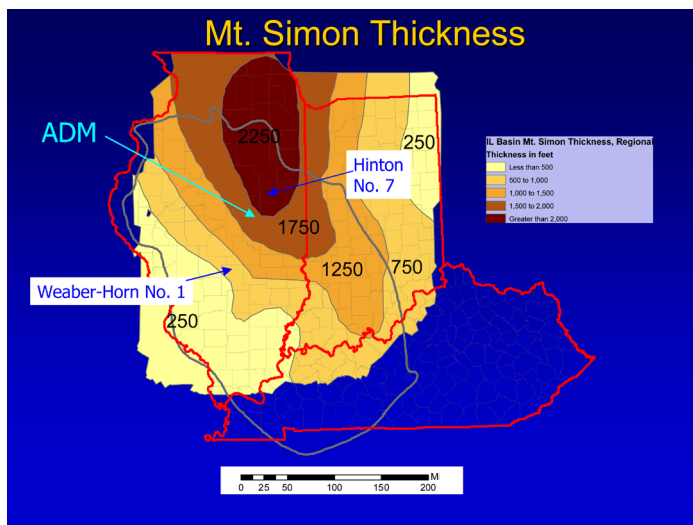 Mt. Simon Thickness
ADM
2250
250
Hinton
No. 7
IL Basin Mt. Simon Thickness, Regional
Thickness in feet
Less than 500
500 to 1,000
1,000 to 1,500
1,500 to 2,000
Greater than 2,000
1750
1250
750
Weaber-Horn No. 1
250
Mi
0 25 50 100 150 200